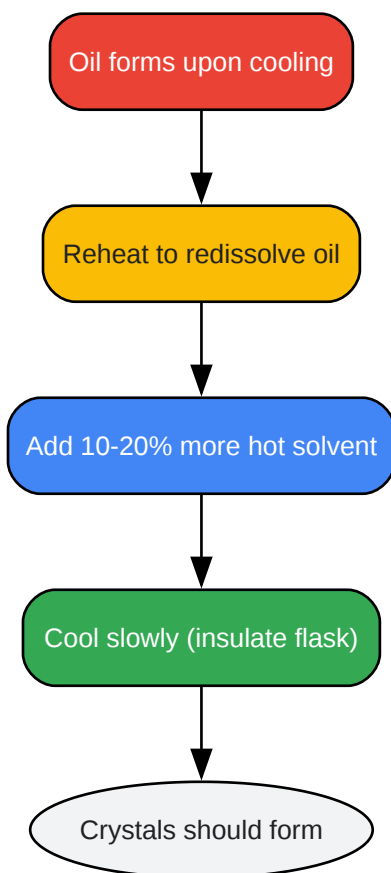 Oil forms upon cooling
Reheat to redissolve oil
Add 10-20% more hot solvent
Cool slowly (insulate flask)
Crystals should form